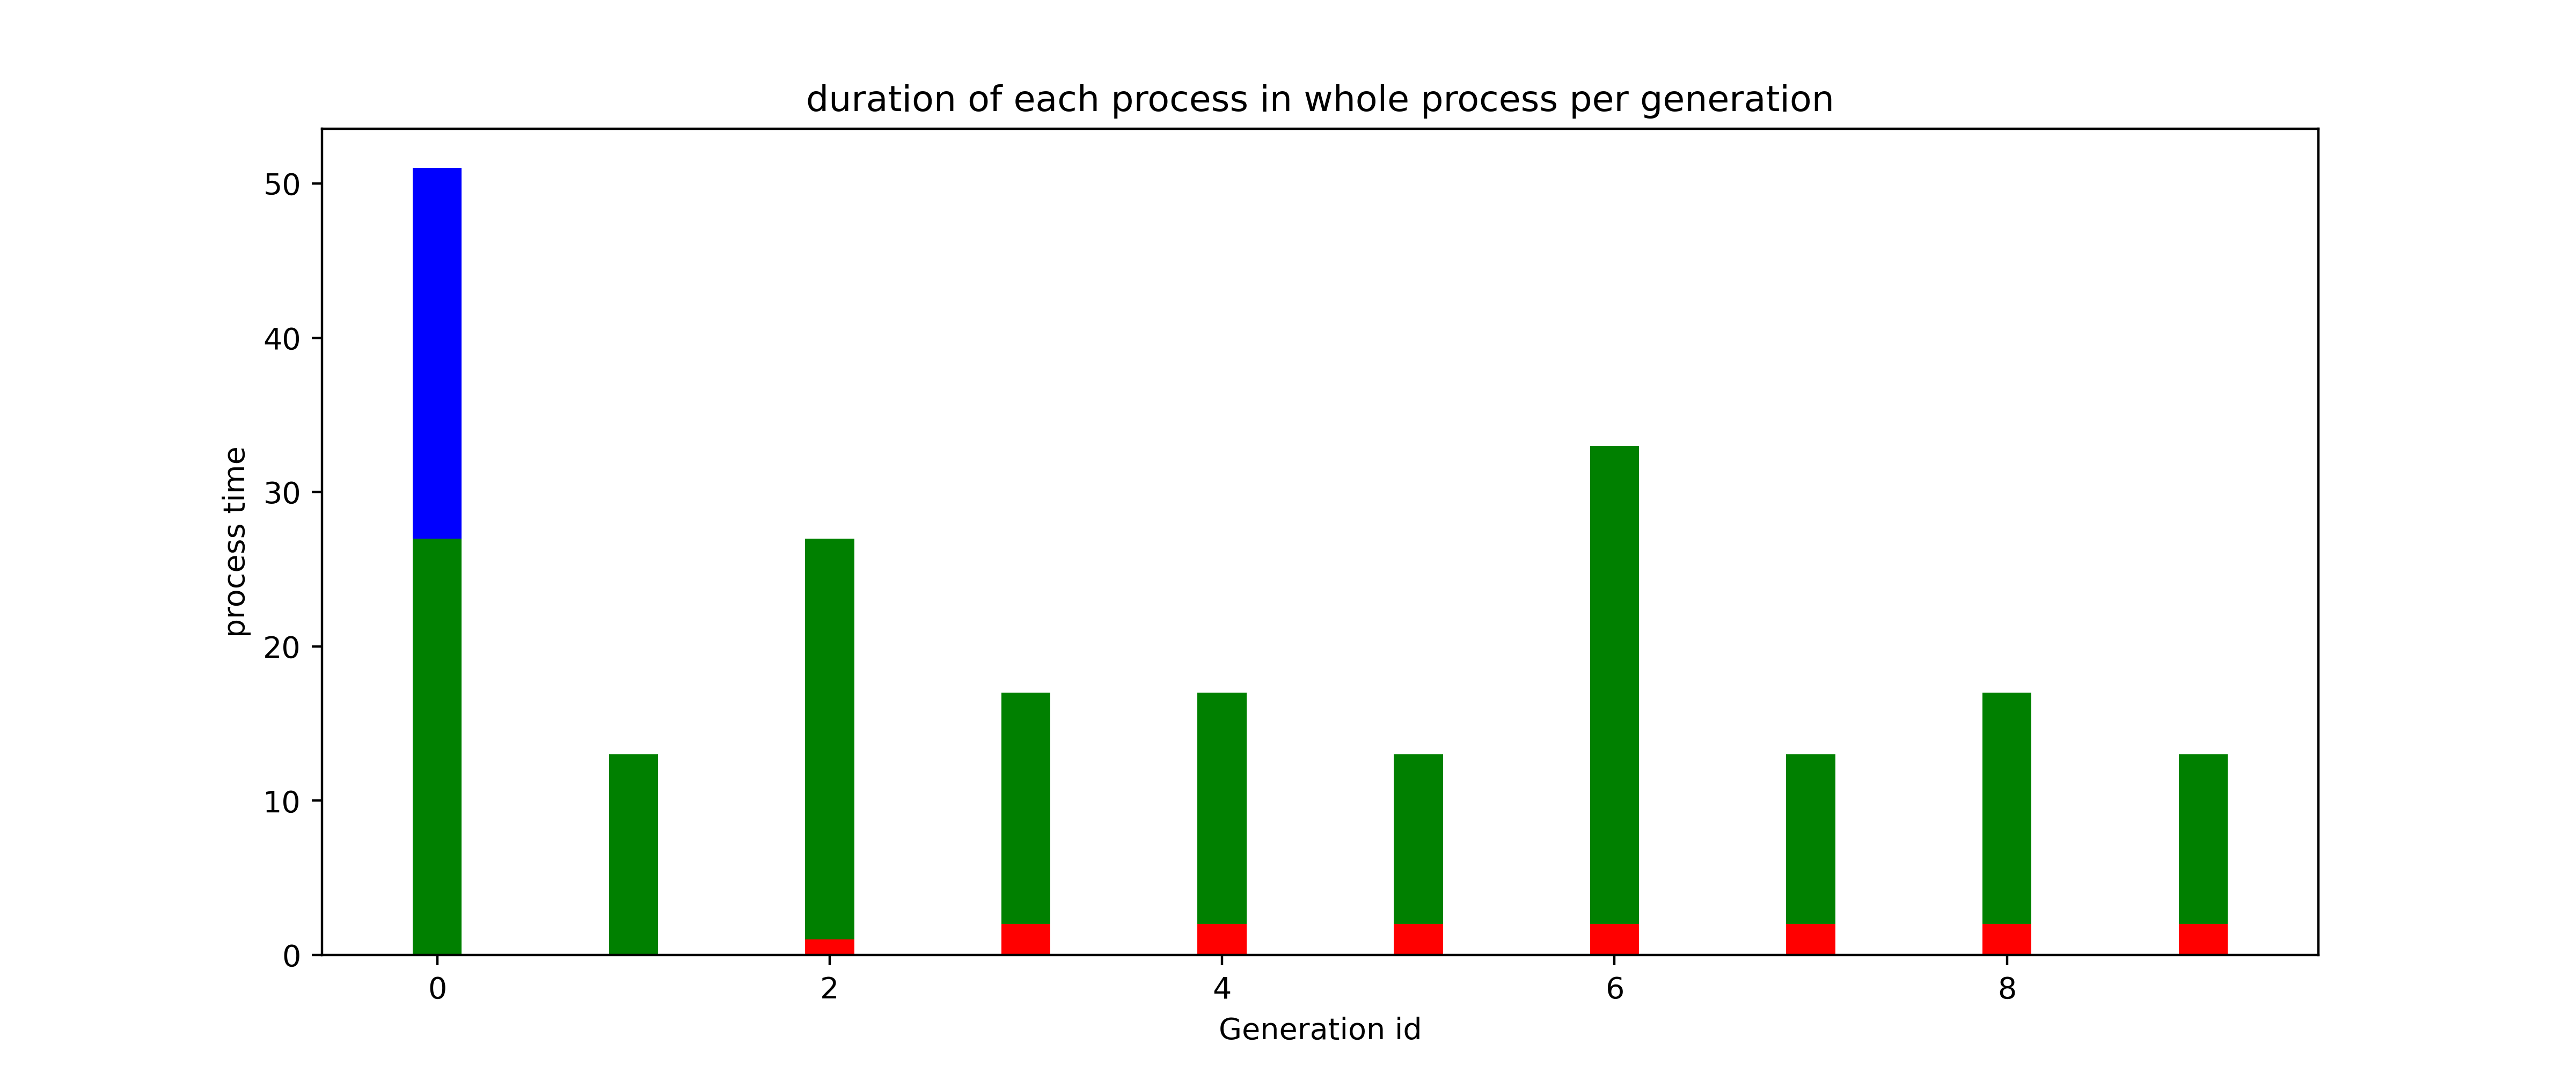 duration of each process in whole process per generation
50
40
30
20
10
0
process time
0 2 4 6 8
Generation id